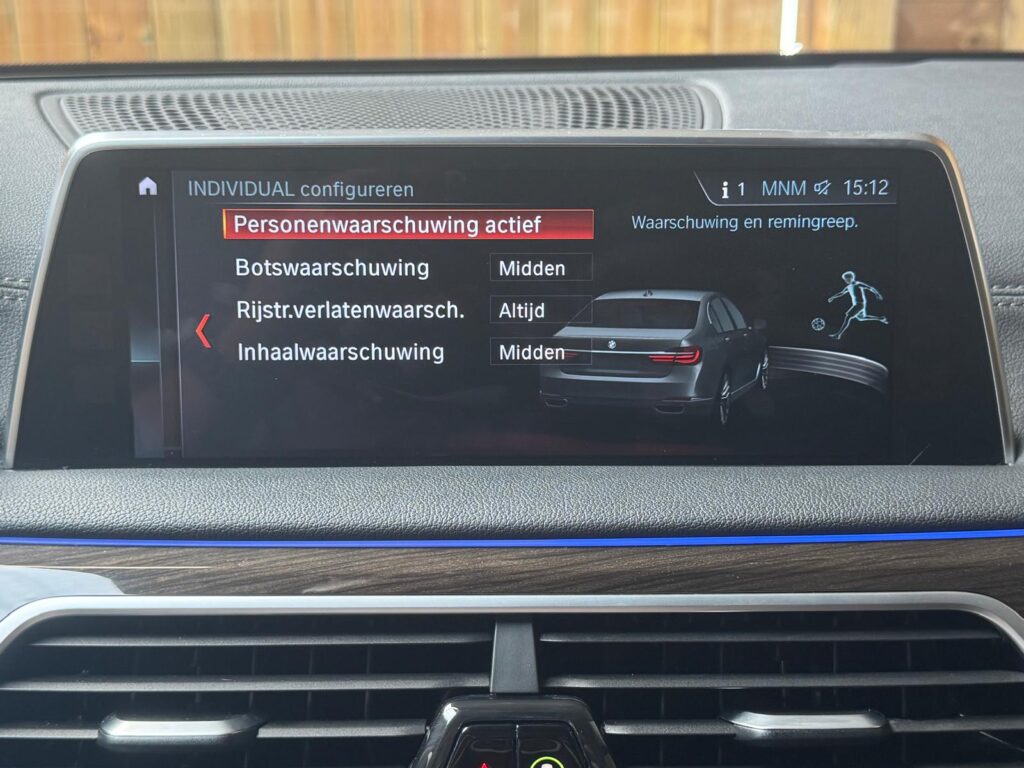 INDIVIDUAL configureren
i 1 MNM 15:12
Personenwaarschuwing actief
Waarschuwing en remingreep.
Botswaarschuwing Midden
Rijstr.verlatenwaarsch. Altijd
Inhaalwaarschuwing Midden